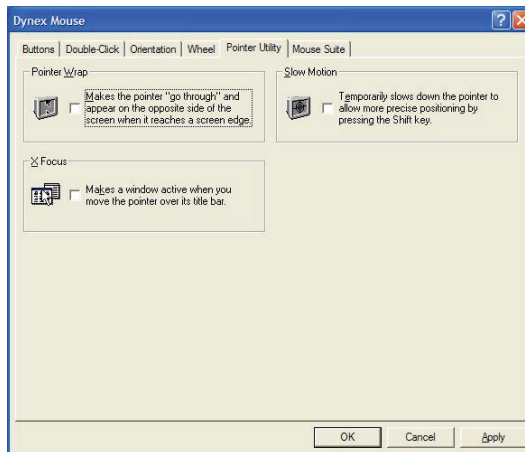 Dynex Mouse
Buttons Double-Click Orientation Wheel Pointer Utility Mouse Suite
Pointer Wrap
Makes the pointer "go through" and
appear on the opposite side of the
screen when it reaches a screen edge.
Slow Motion
Temporarily slows down the pointer to
allow more precise positioning by
pressing the Shift key.
X Focus
Makes a window active when you
move the pointer over its title bar.
OK Cancel Apply